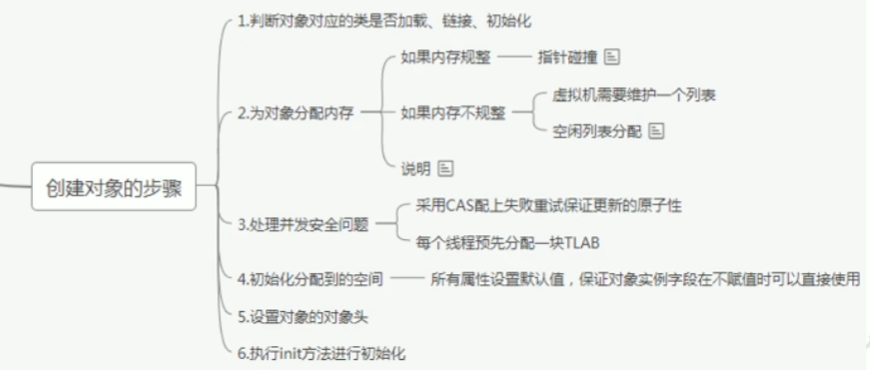 创建对象的步骤
1.判断对象对应的类是否加载、链接、初始化
2.为对象分配内存
如果内存规整
指针碰撞
如果内存不规整
虚拟机需要维护一个列表
空闲列表分配
说明
3.处理并发安全问题
采用CAS配上失败重试保证更新的原子性
每个线程预先分配一块TLAB
4.初始化分配到的空间
所有属性设置默认值，保证对象实例字段在不赋值时可以直接使用
5.设置对象的对象头
6.执行init方法进行初始化